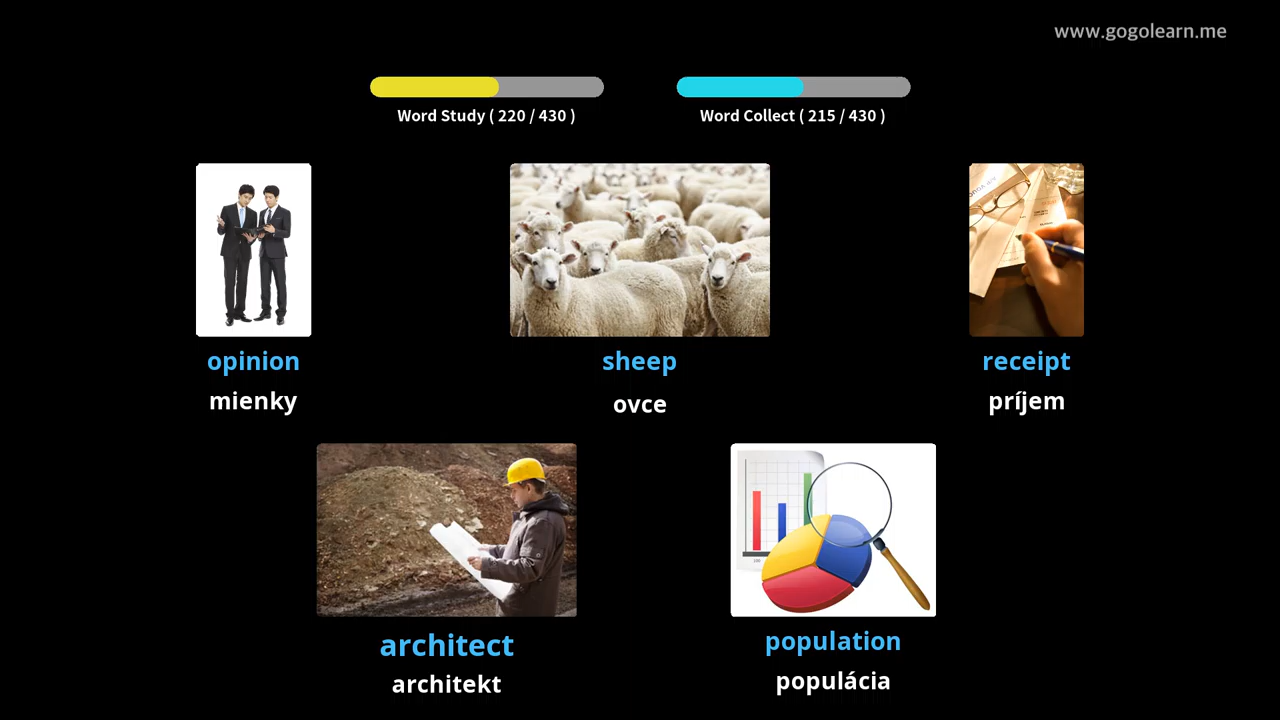 www.gogolearn.me
Word Study ( 220 / 430 )
Word Collect ( 215 / 430 )
opinion
mienky
sheep
ovce
receipt
príjem
architect
architekt
population
populácia